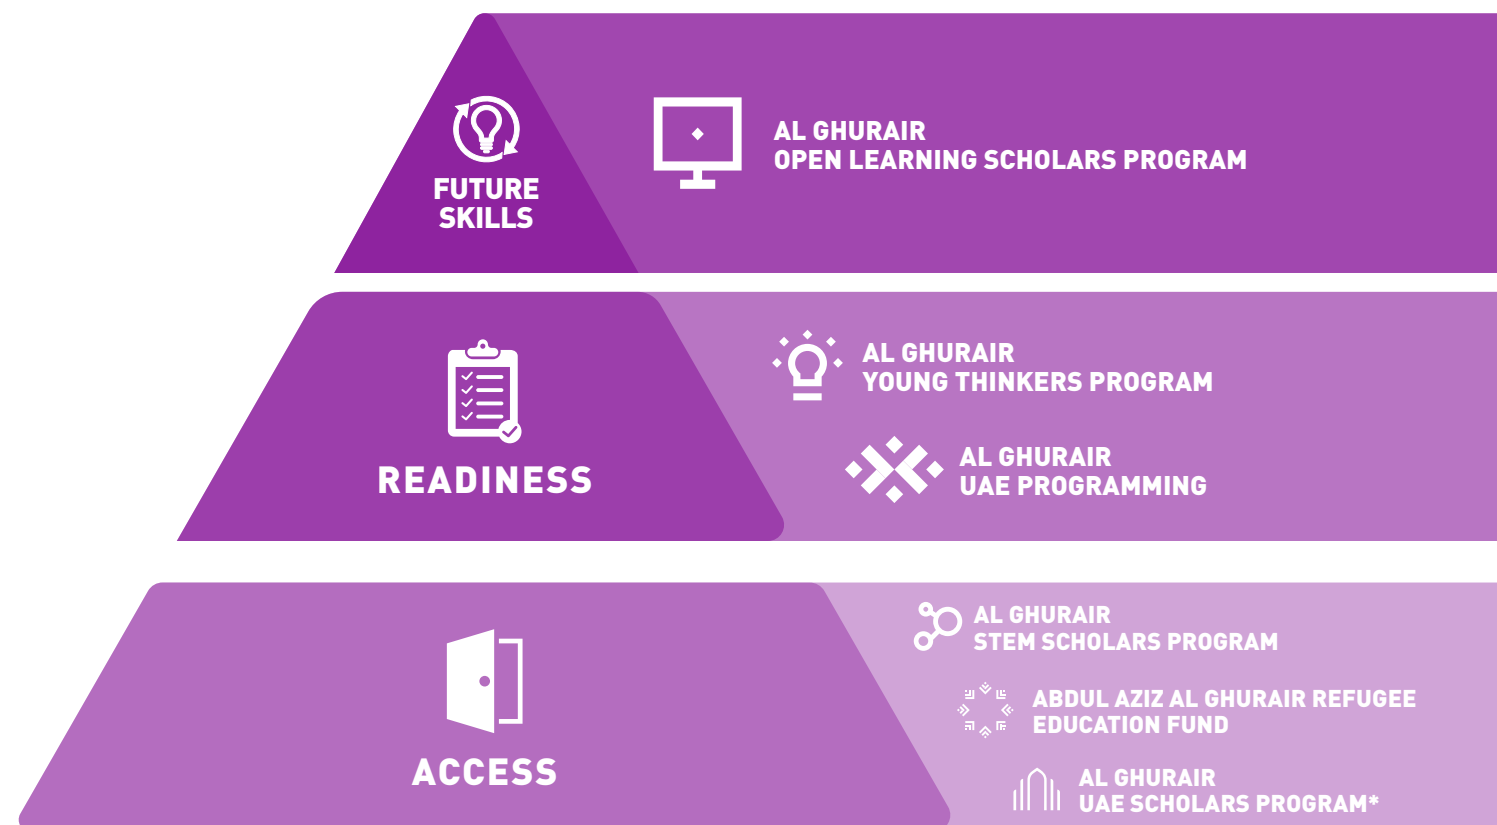 FUTURE
SKILLS
AL GHURAIR
OPEN LEARNING SCHOLARS PROGRAM
READINESS
AL GHURAIR
YOUNG THINKERS PROGRAM
AL GHURAIR
UAE PROGRAMMING
ACCESS
AL GHURAIR
STEM SCHOLARS PROGRAM
ABDUL AZIZ AL GHURAIR REFUGEE
EDUCATION FUND
AL GHURAIR
UAE SCHOLARS PROGRAM*